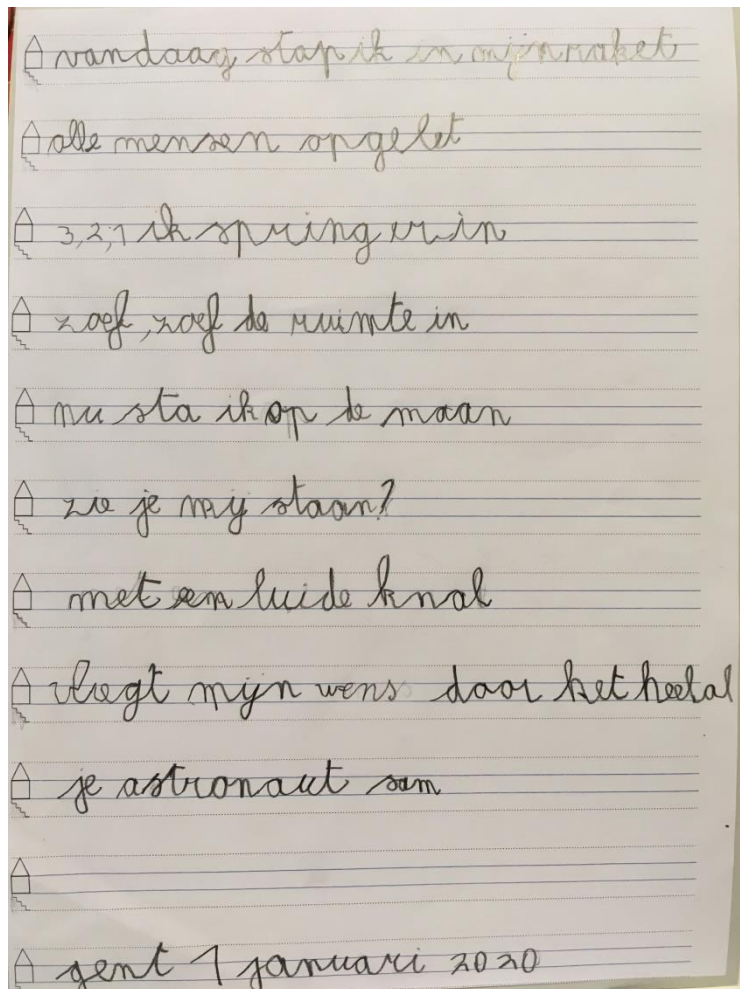 vandaag stap ik in mijn raket
alle mensen opgelet
3,2,1 ik spring er in
zoef, zoef de ruimte in
nu sta ik op de maan
zie je mij staan?
met een luide knal
vliegt mijn wens door het heelal
je astronaut sam
gent 1 januari 2020